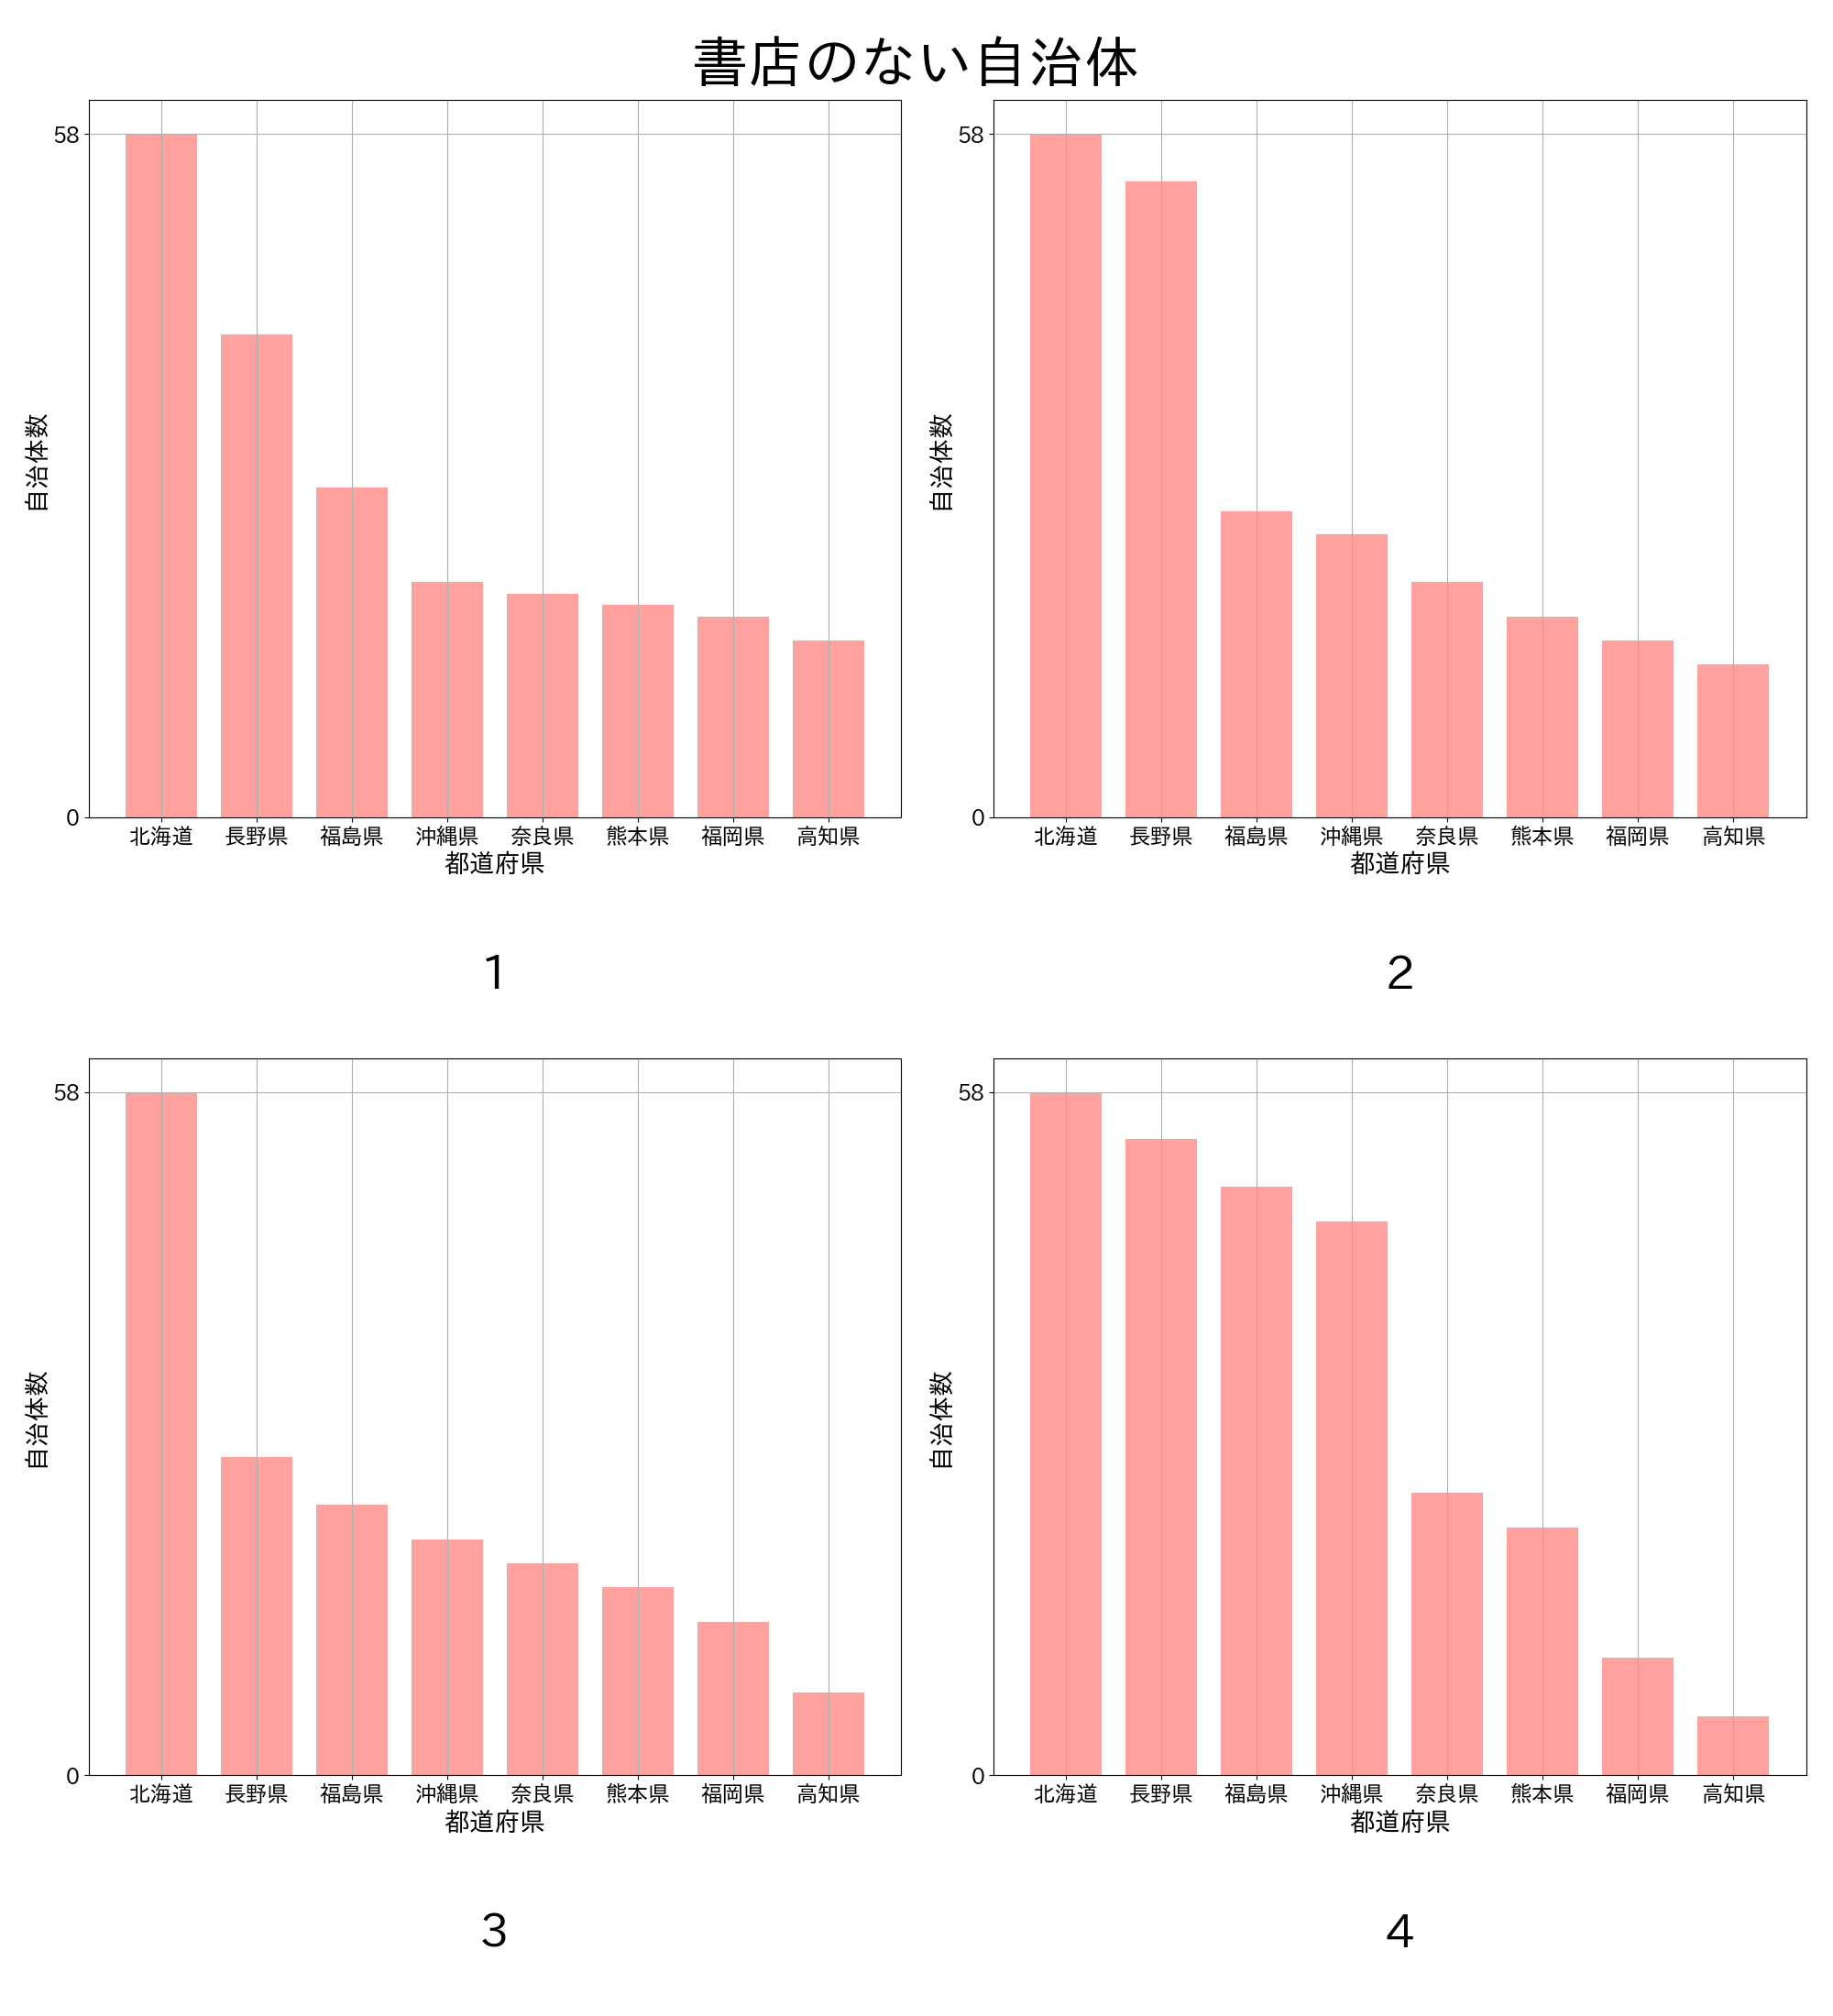 書店のない自治体
58
0
自治体数
北海道 長野県 福島県 沖縄県 奈良県 熊本県 福岡県 高知県
都道府県
1
58
0
自治体数
北海道 長野県 福島県 沖縄県 奈良県 熊本県 福岡県 高知県
都道府県
2
58
0
自治体数
北海道 長野県 福島県 沖縄県 奈良県 熊本県 福岡県 高知県
都道府県
3
58
0
自治体数
北海道 長野県 福島県 沖縄県 奈良県 熊本県 福岡県 高知県
都道府県
4